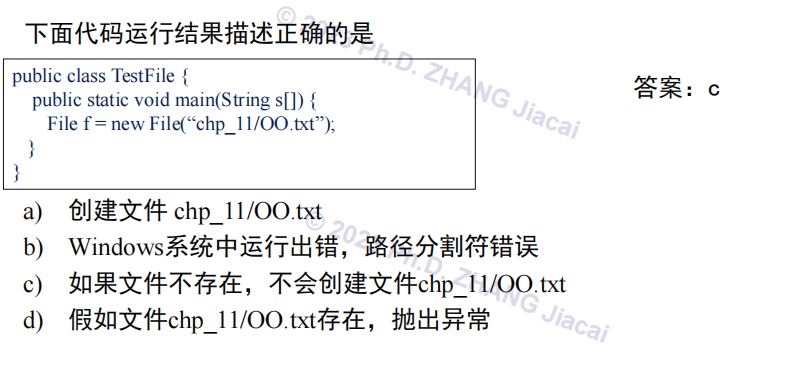 下面代码运行结果描述正确的是
public class TestFile {
public static void main(String s[]) {
File f = new File(“chp_11/OO.txt”);
}
}
答案：c
a) 创建文件 chp_11/OO.txt
b) Windows系统中运行出错，路径分割符错误
c) 如果文件不存在，不会创建文件chp_11/OO.txt
d) 假如文件chp_11/OO.txt存在，抛出异常
Ph.D. ZHANG Jiacai
Ph.D. ZHANG Jiacai